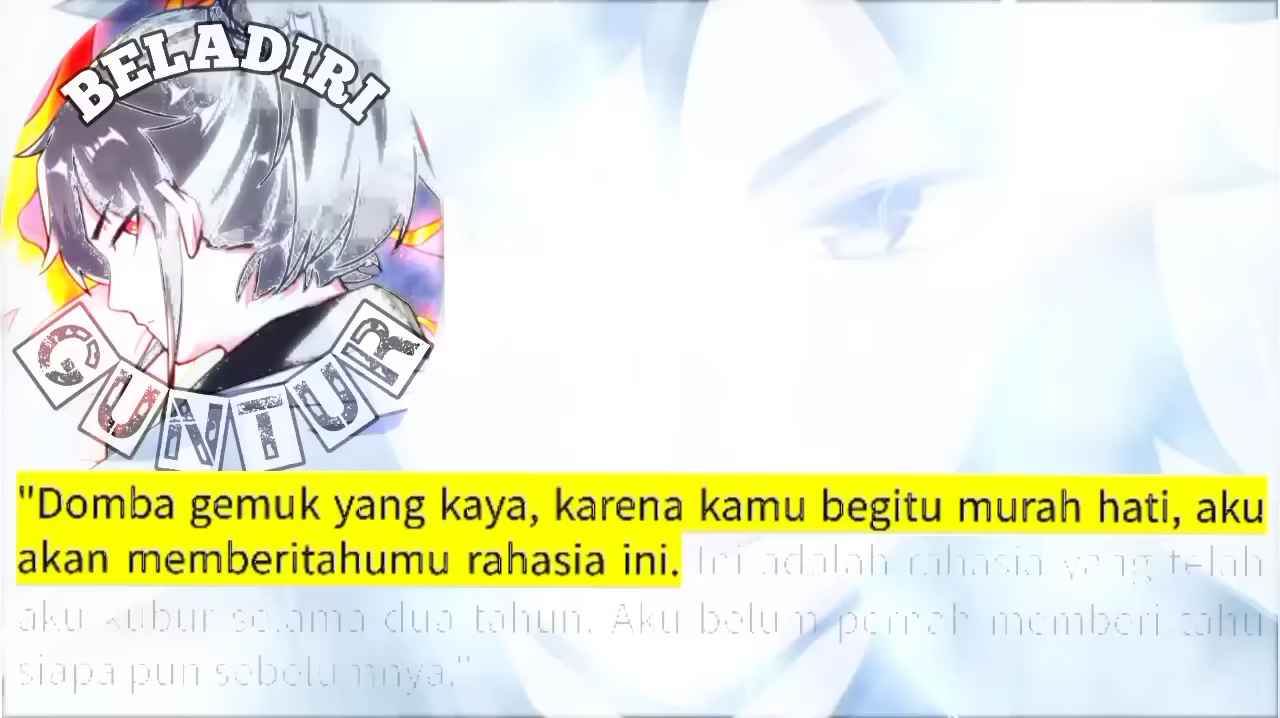 BELADIRI
GUNTUR
"Domba gemuk yang kaya, karena kamu begitu murah hati, aku
akan memberitahumu rahasia ini. Ini adalah rahasia yang telah
aku kubur selama dua tahun. Aku belum pernah memberi tahu
siapa pun sebelumnya."